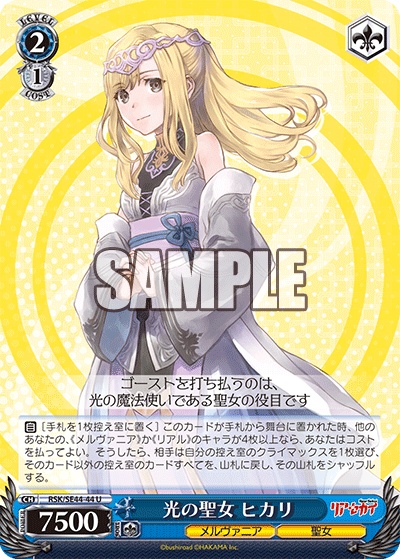 LEVEL
2
1
COST
SAMPLE
ゴーストを打ち払うのは、
光の魔法使いである聖女の役目です
自 [手札を1枚控え室に置く] このカードが手札から舞台に置かれた時、他の
あなたの、《メルヴァニア》か《リアル》のキャラが4枚以上なら、あなたはコスト
を払ってよい。そうしたら、相手は自分の控え室のクライマックスを1枚選び、
そのカード以外の控え室のカードすべてを、山札に戻し、その山札をシャッフル
する。
CH
RSK/SE44-44 U
光の聖女 ヒカリ
POWER
7500
メルヴァニア
聖女
©bushiroad ©HAKAMA Inc.